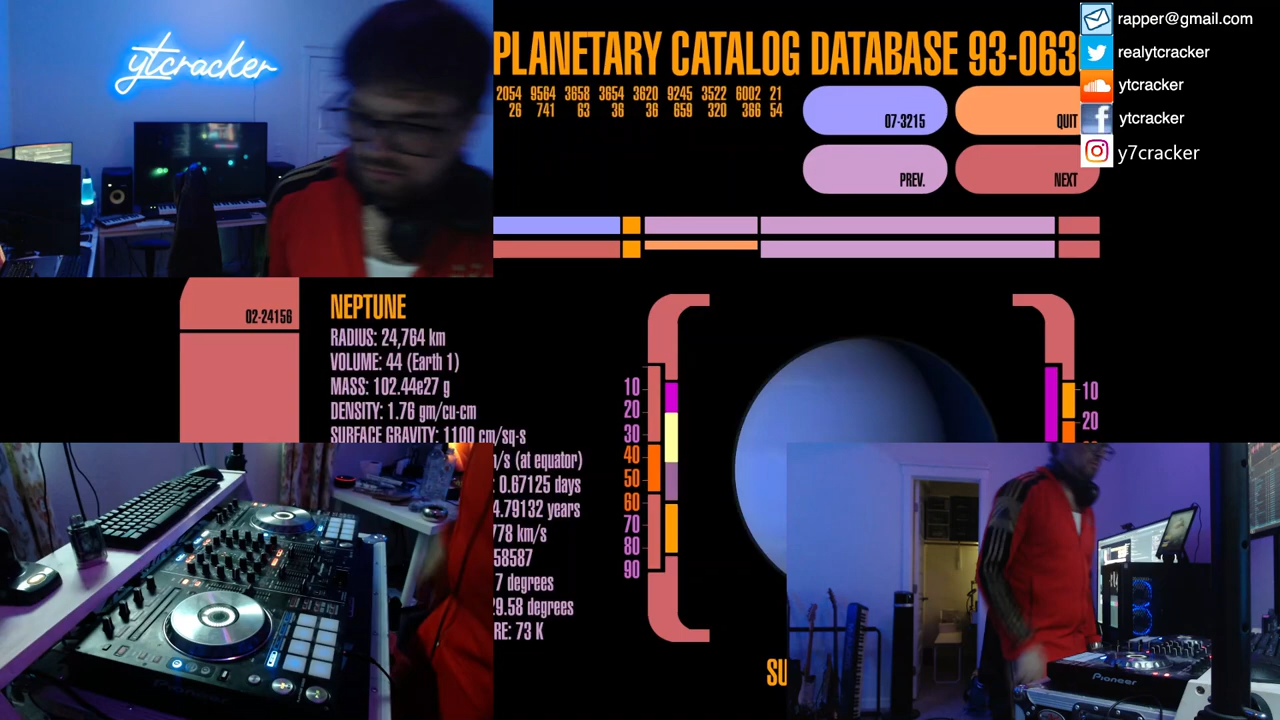 ytcracker
PLANETARY CATALOG DATABASE 93-063
2054 9564 3658 3654 3620 9245 3522 6002 21
26 741 63 36 36 659 320 366 54
07-3215
QUIT
PREV.
NEXT
rapper@gmail.com
realytcracker
ytcracker
ytcracker
y7cracker
02-24156
NEPTUNE
RADIUS: 24,764 km
VOLUME: 44 (Earth 1)
MASS: 102.44e27 g
DENSITY: 1.76 gm/cu-cm
SURFACE GRAVITY: 1100 cm/sq-s
/s (at equator)
: 0.67125 days
4.79132 years
778 km/s
58587
7 degrees
29.58 degrees
RE: 73 K
10
20
30
40
50
60
70
80
90
10
20
SU
Pioneer